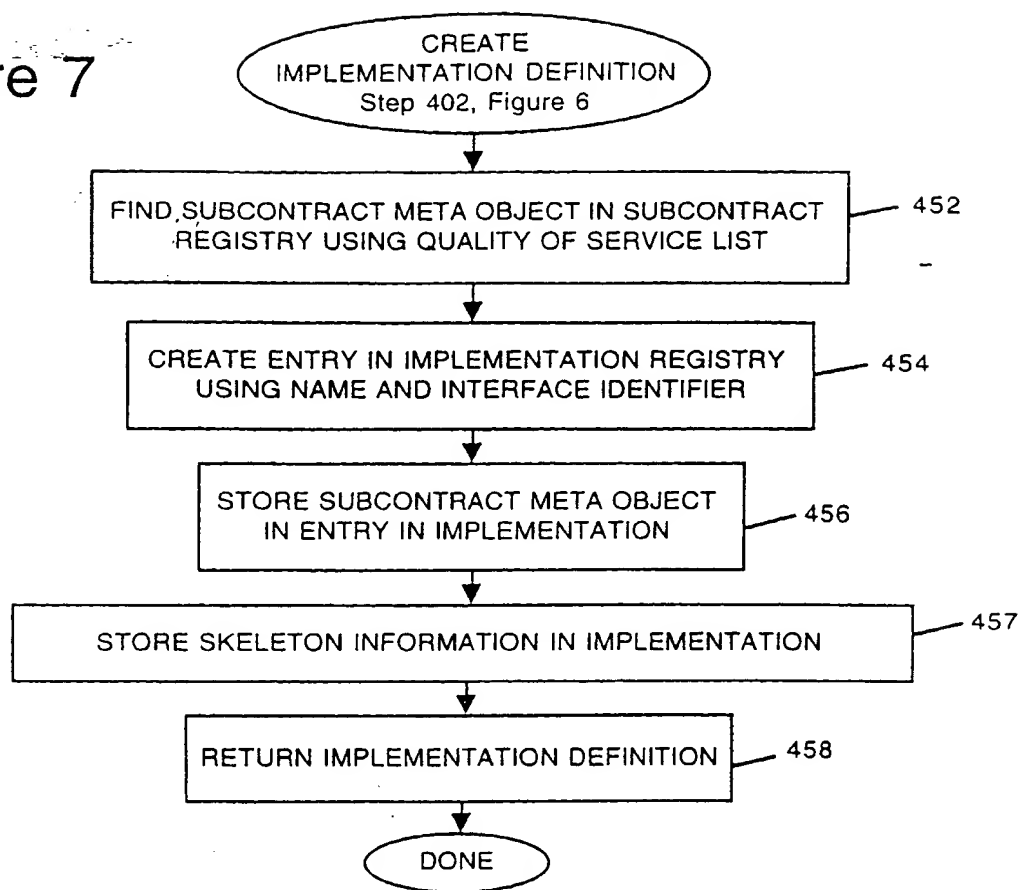 re 7
CREATE
IMPLEMENTATION DEFINITION
Step 402, Figure 6
FIND SUBCONTRACT META OBJECT IN SUBCONTRACT
REGISTRY USING QUALITY OF SERVICE LIST
452
CREATE ENTRY IN IMPLEMENTATION REGISTRY
USING NAME AND INTERFACE IDENTIFIER
454
STORE SUBCONTRACT META OBJECT
IN ENTRY IN IMPLEMENTATION
456
STORE SKELETON INFORMATION IN IMPLEMENTATION
457
RETURN IMPLEMENTATION DEFINITION
458
DONE